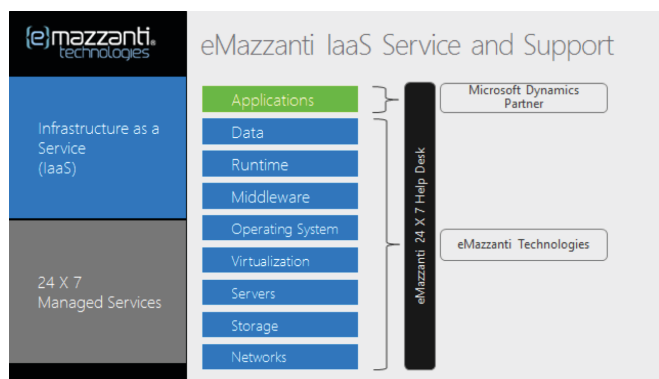 {e}mazzanti®
technologies
eMazzanti IaaS Service and Support
Infrastructure as a
Service
(IaaS)
24 X 7
Managed Services
Applications
Data
Runtime
Middleware
Operating System
Virtualization
Servers
Storage
Networks
eMazzanti 24 X 7 Help Desk
Microsoft Dynamics
Partner
eMazzanti Technologies